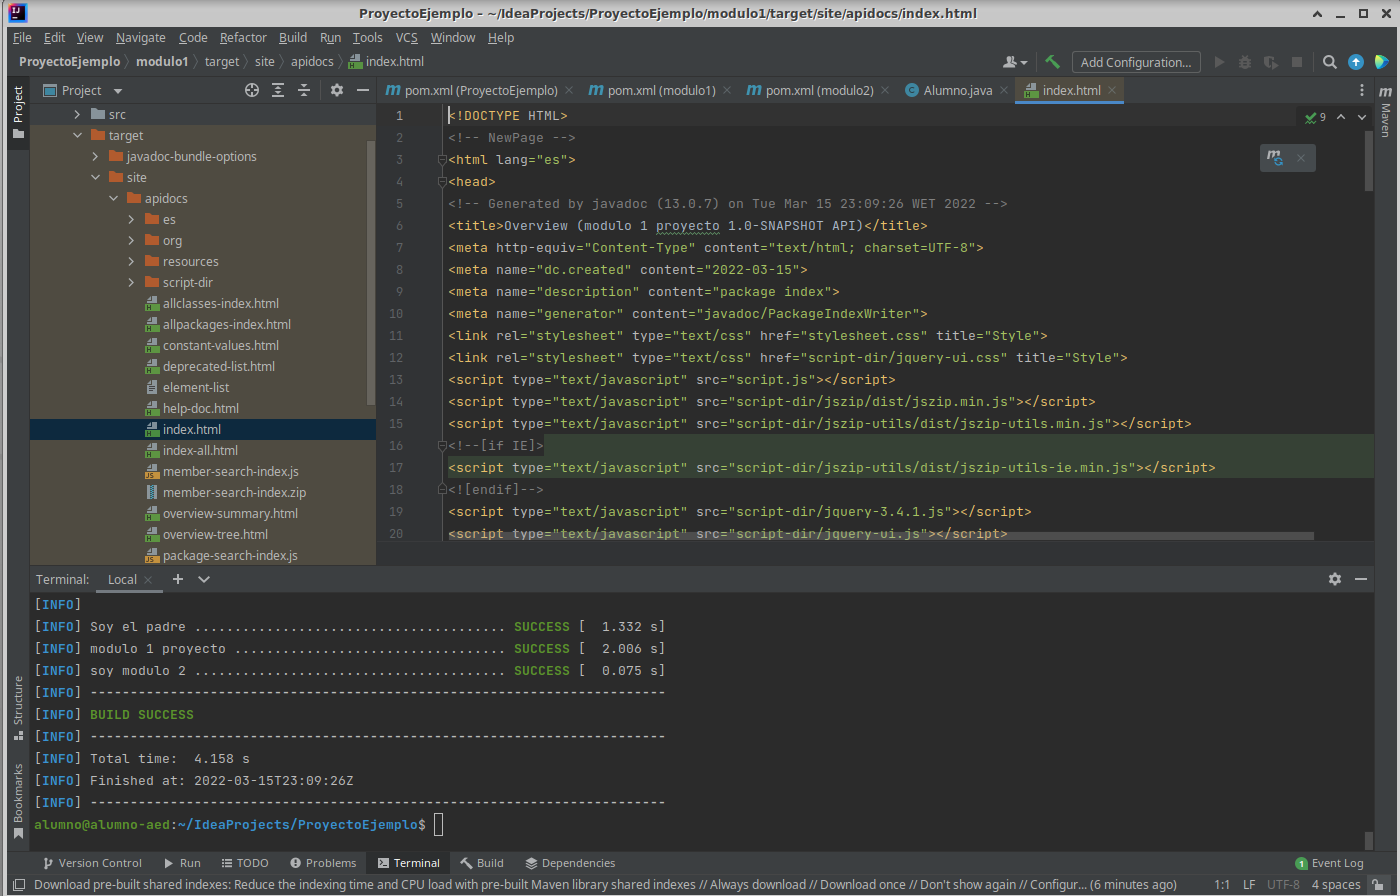 ProyectoEjemplo - ~/IdeaProjects/ProyectoEjemplo/modulo1/target/site/apidocs/index.html
File Edit View Navigate Code Refactor Build Run Tools VCS Window Help
ProyectoEjemplo modulo1 target site apidocs index.html Add Configuration...
Project
Project
pom.xml (ProyectoEjemplo) pom.xml (modulo1) pom.xml (modulo2) Alumno.java index.html
Maven
src
target
javadoc-bundle-options
site
apidocs
es
org
resources
script-dir
allclasses-index.html
allpackages-index.html
constant-values.html
deprecated-list.html
element-list
help-doc.html
index.html
index-all.html
member-search-index.js
member-search-index.zip
overview-summary.html
overview-tree.html
package-search-index.js
9
1 <!DOCTYPE HTML>
2 <!-- NewPage -->
3 <html lang="es">
4 <head>
5 <!-- Generated by javadoc (13.0.7) on Tue Mar 15 23:09:26 WET 2022 -->
6 <title>Overview (modulo 1 proyecto 1.0-SNAPSHOT API)</title>
7 <meta http-equiv="Content-Type" content="text/html; charset=UTF-8">
8 <meta name="dc.created" content="2022-03-15">
9 <meta name="description" content="package index">
10 <meta name="generator" content="javadoc/PackageIndexWriter">
11 <link rel="stylesheet" type="text/css" href="stylesheet.css" title="Style">
12 <link rel="stylesheet" type="text/css" href="script-dir/jquery-ui.css" title="Style">
13 <script type="text/javascript" src="script.js"></script>
14 <script type="text/javascript" src="script-dir/jszip/dist/jszip.min.js"></script>
15 <script type="text/javascript" src="script-dir/jszip-utils/dist/jszip-utils.min.js"></script>
16 <!--[if IE]>
17 <script type="text/javascript" src="script-dir/jszip-utils/dist/jszip-utils-ie.min.js"></script>
18 <![endif]-->
19 <script type="text/javascript" src="script-dir/jquery-3.4.1.js"></script>
20 <script type="text/javascript" src="script-dir/jquery-ui.js"></script>
Terminal: Local
[INFO]
[INFO] Soy el padre ....................................... SUCCESS [  1.332 s]
[INFO] modulo 1 proyecto .................................. SUCCESS [  2.006 s]
[INFO] soy modulo 2 ....................................... SUCCESS [  0.075 s]
[INFO] ------------------------------------------------------------------------
[INFO] BUILD SUCCESS
[INFO] ------------------------------------------------------------------------
[INFO] Total time:  4.158 s
[INFO] Finished at: 2022-03-15T23:09:26Z
[INFO] ------------------------------------------------------------------------
alumno@alumno-aed:~/IdeaProjects/ProyectoEjemplo$
Structure
Bookmarks
Version Control Run TODO Problems Terminal Build Dependencies 1 Event Log
Download pre-built shared indexes: Reduce the indexing time and CPU load with pre-built Maven library shared indexes // Always download // Download once // Don't show again // Configur... (6 minutes ago) 1:1 LF UTF-8 4 spaces